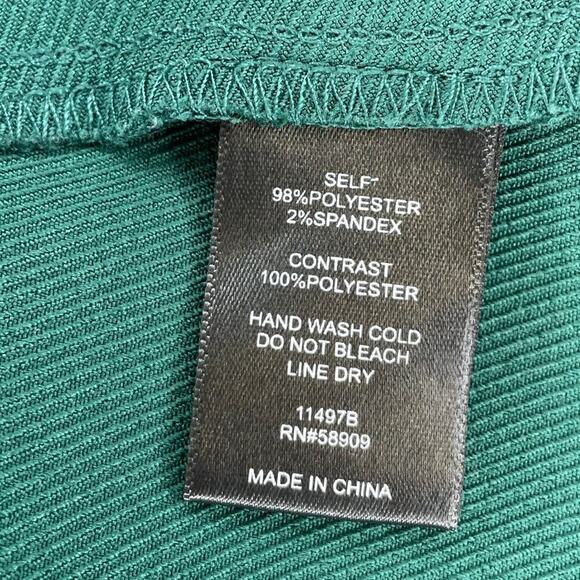 SELF-
98%POLYESTER
2%SPANDEX
CONTRAST
100%POLYESTER
HAND WASH COLD
DO NOT BLEACH
LINE DRY
11497B
RN#58909
MADE IN CHINA